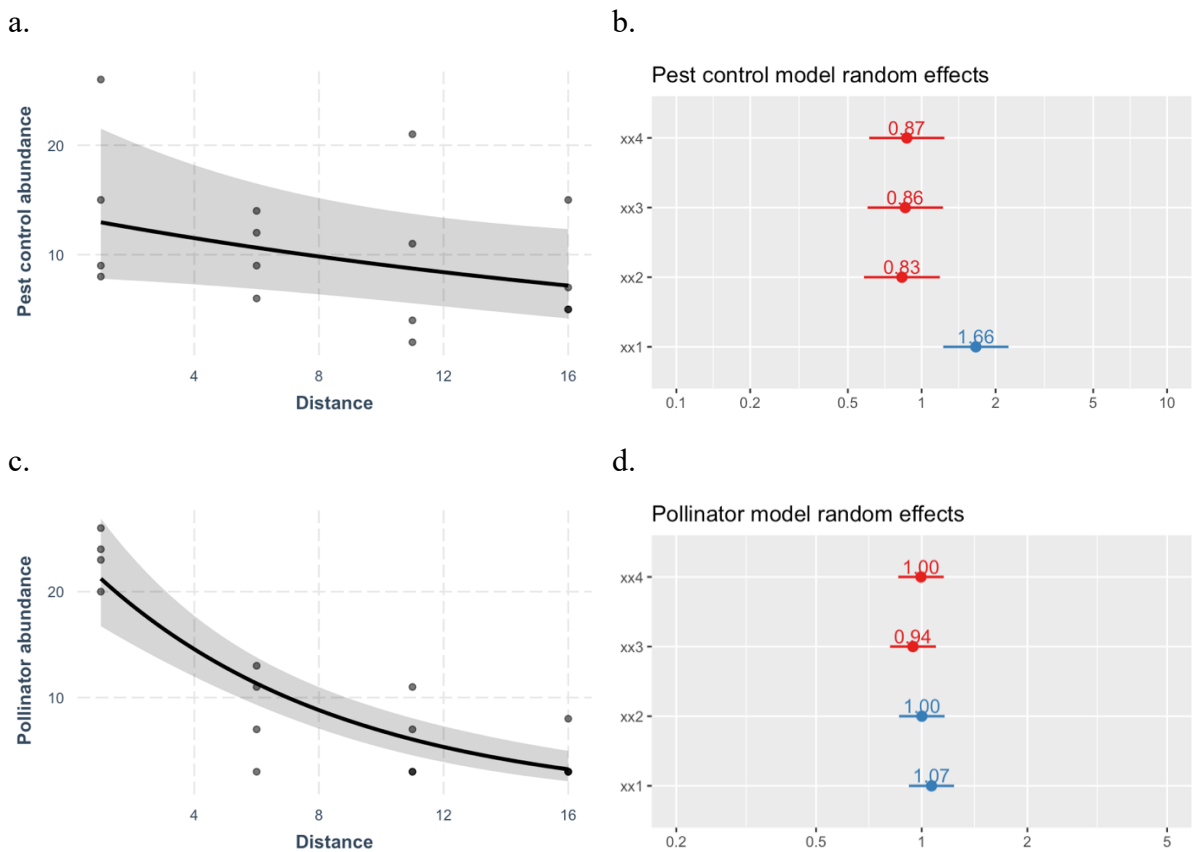 a.
20
10
Pest control abundance
4 8 12 16
Distance
b.
Pest control model random effects
xx4
xx3
xx2
xx1
0.87
0.86
0.83
1.66
0.1 0.2 0.5 1 2 5 10
c.
20
10
Pollinator abundance
4 8 12 16
Distance
d.
Pollinator model random effects
xx4
xx3
xx2
xx1
1.00
0.94
1.00
1.07
0.2 0.5 1 2 5